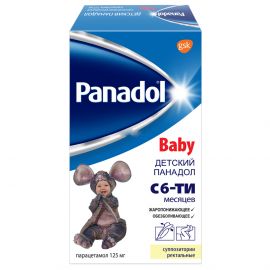 gsk
Panadol
Baby
ДЕТСКИЙ
ПАНАДОЛ
С 6-ТИ
месяцев
ЖАРОПОНИЖАЮЩЕЕ
ОБЕЗБОЛИВАЮЩЕЕ
парацетамол 125 мг
суппозитории
ректальные